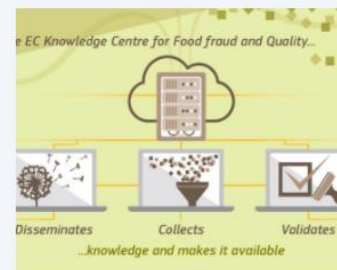 e EC Knowledge Centre for Food fraud and Quality...
Disseminates Collects Validates
...knowledge and makes it available